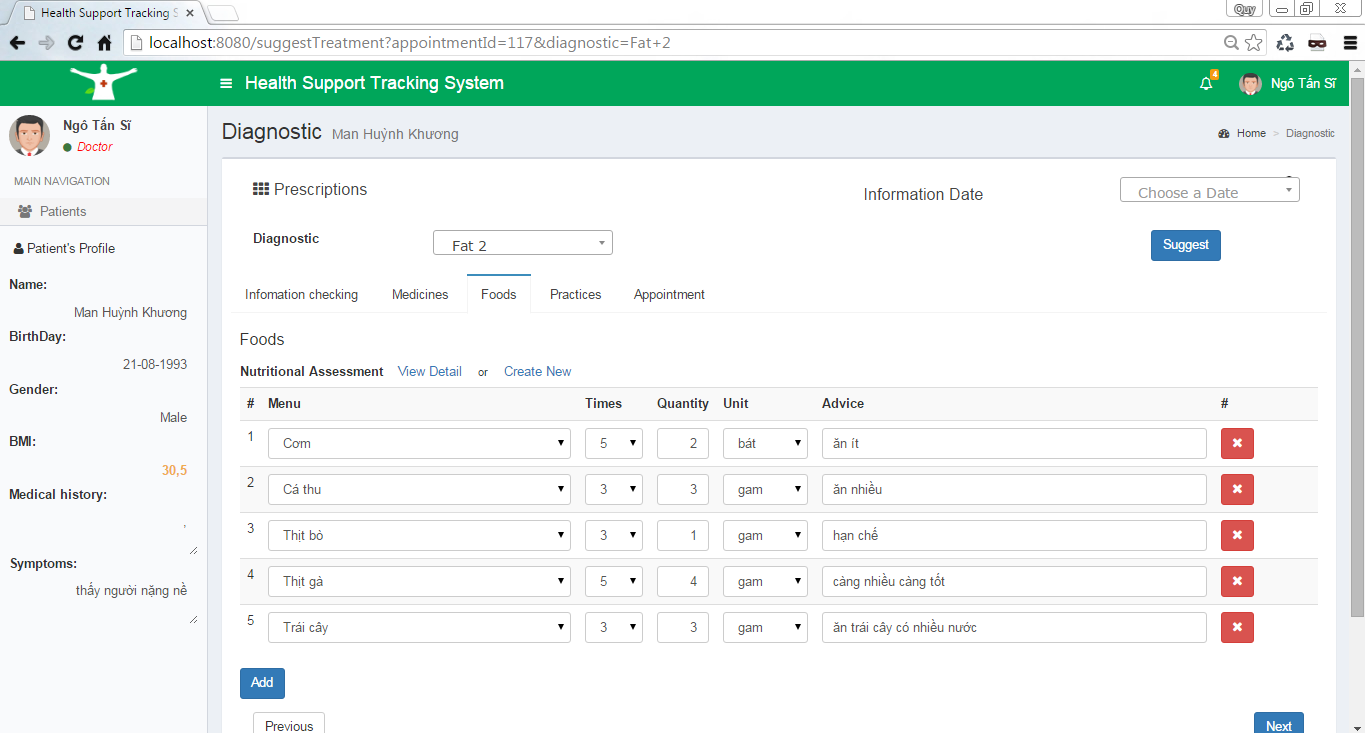 Health Support Tracking S
Quy
localhost:8080/suggestTreatment?appointmentId=117&diagnostic=Fat+2
Health Support Tracking System
4
Ngô Tấn Sĩ
Ngô Tấn Sĩ
Doctor
MAIN NAVIGATION
Patients
Patient's Profile
Name:
Man Huỳnh Khương
BirthDay:
21-08-1993
Gender:
Male
BMI:
30,5
Medical history:
,
Symptoms:
thấy người nặng nề
Diagnostic Man Huỳnh Khương
Home > Diagnostic
Prescriptions
Information Date
Choose a Date
Diagnostic
Fat 2
Suggest
Infomation checking Medicines Foods Practices Appointment
Foods
Nutritional Assessment View Detail or Create New
# Menu Times Quantity Unit Advice #
1 Cơm 5 2 bát ăn ít
2 Cá thu 3 3 gam ăn nhiều
3 Thịt bò 3 1 gam hạn chế
4 Thịt gà 5 4 gam càng nhiều càng tốt
5 Trái cây 3 3 gam ăn trái cây có nhiều nước
Add
Previous
Next